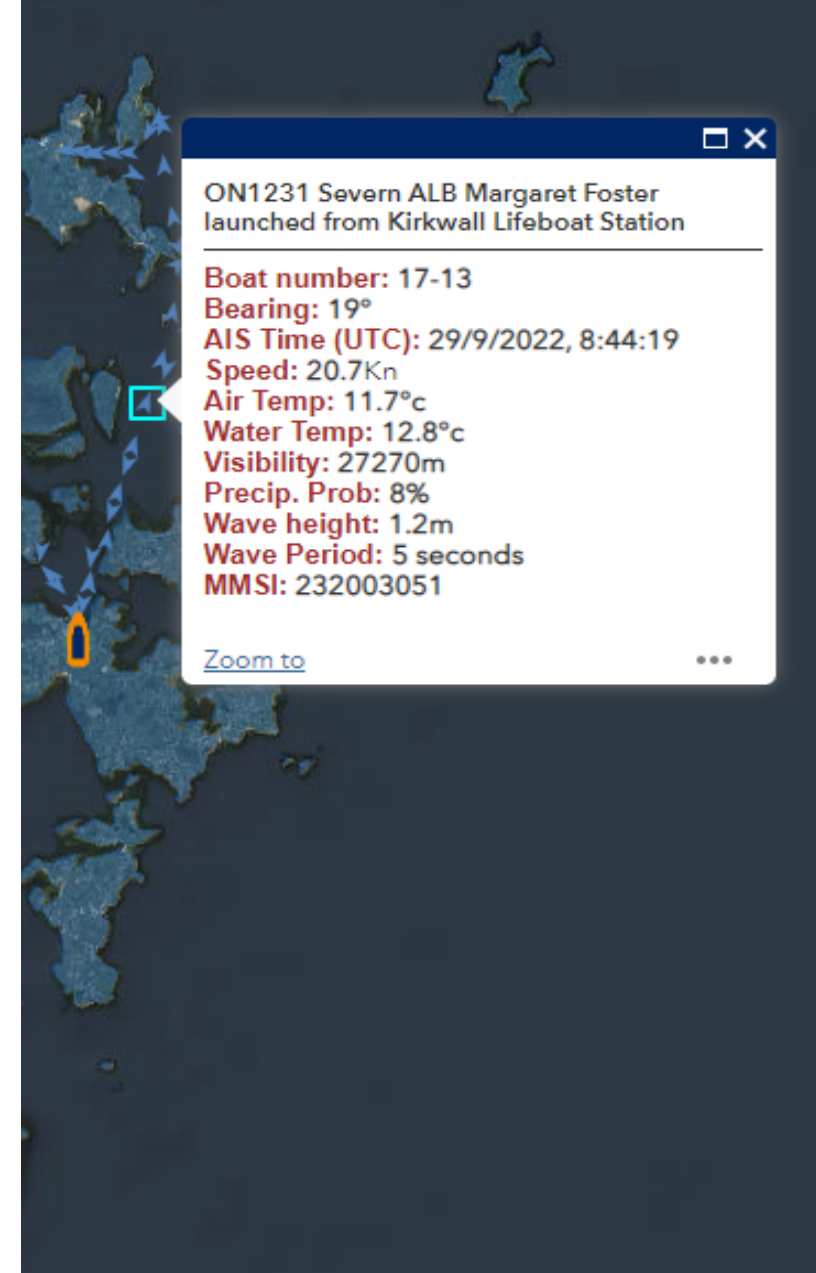 ON1231 Severn ALB Margaret Foster
launched from Kirkwall Lifeboat Station
Boat number: 17-13
Bearing: 19°
AIS Time (UTC): 29/9/2022, 8:44:19
Speed: 20.7Kn
Air Temp: 11.7°c
Water Temp: 12.8°c
Visibility: 27270m
Precip. Prob: 8%
Wave height: 1.2m
Wave Period: 5 seconds
MMSI: 232003051
Zoom to